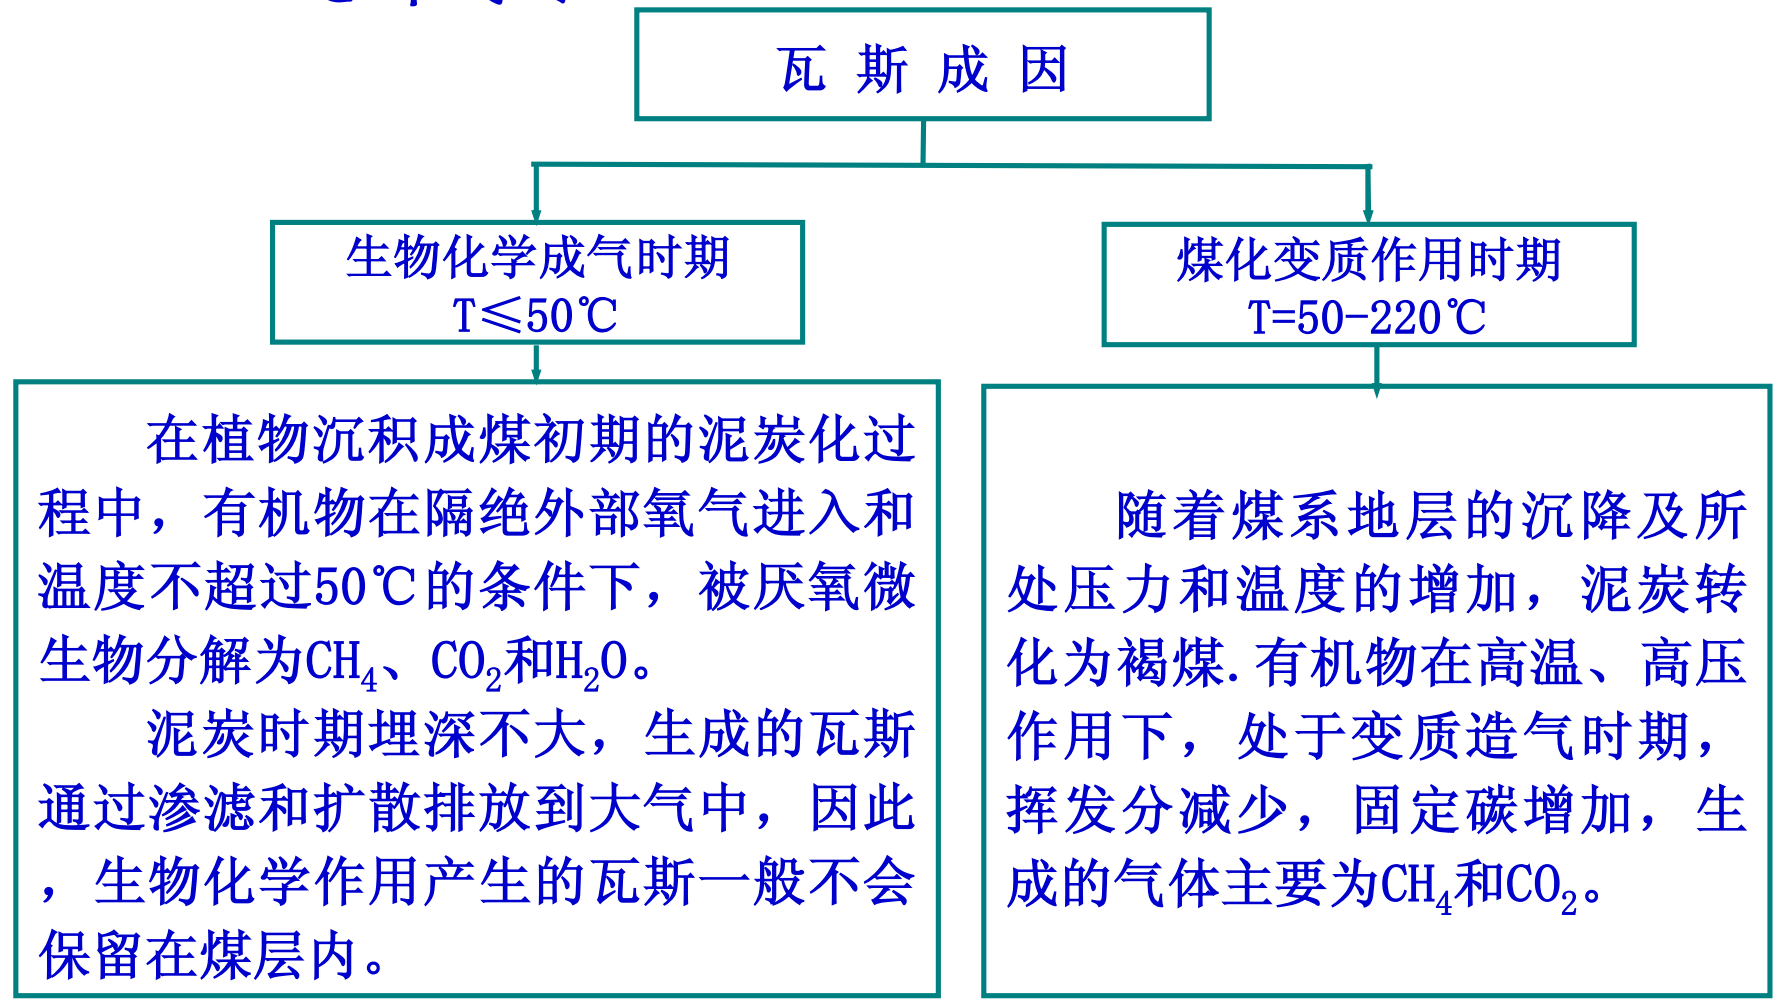 瓦 斯 成 因
生物化学成气时期
T≤50℃
煤化变质作用时期
T=50-220℃
在植物沉积成煤初期的泥炭化过
程中，有机物在隔绝外部氧气进入和
温度不超过50℃的条件下，被厌氧微
生物分解为CH₄、CO₂和H₂O。
泥炭时期埋深不大，生成的瓦斯
通过渗滤和扩散排放到大气中，因此
，生物化学作用产生的瓦斯一般不会
保留在煤层内。
随着煤系地层的沉降及所
处压力和温度的增加，泥炭转
化为褐煤.有机物在高温、高压
作用下，处于变质造气时期，
挥发分减少，固定碳增加，生
成的气体主要为CH₄和CO₂。